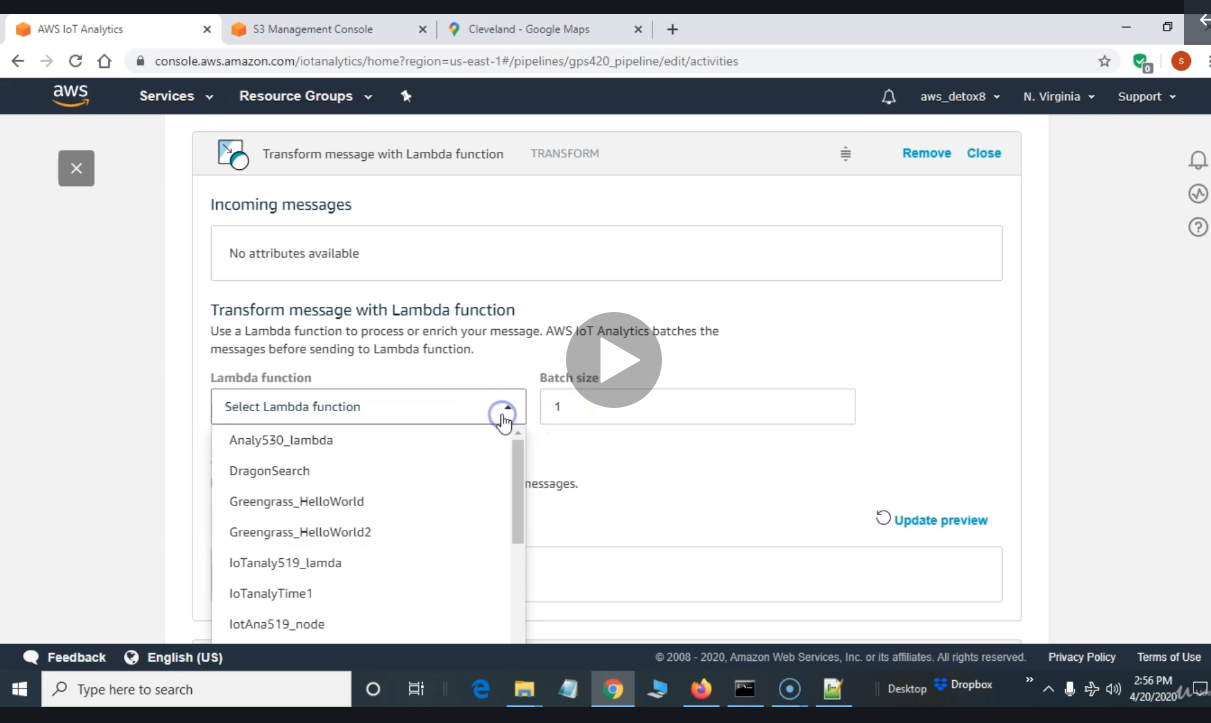 AWS IoT Analytics
S3 Management Console
Cleveland - Google Maps
console.aws.amazon.com/iotanalytics/home?region=us-east-1#/pipelines/gps420_pipeline/edit/activities
0
S
aws
Services
Resource Groups
aws_detox8
N. Virginia
Support
Transform message with Lambda function
TRANSFORM
Remove
Close
Incoming messages
No attributes available
Transform message with Lambda function
Use a Lambda function to process or enrich your message. AWS IoT Analytics batches the
messages before sending to Lambda function.
Lambda function
Batch size
Select Lambda function
1
Analy530_lambda
DragonSearch
Greengrass_HelloWorld
messages.
Greengrass_HelloWorld2
Update preview
IoTanaly519_lamda
IoTanalyTime1
IotAna519_node
Feedback
English (US)
© 2008 - 2020, Amazon Web Services, Inc. or its affiliates. All rights reserved.
Privacy Policy
Terms of Use
Type here to search
Desktop
Dropbox
2:56 PM
4/20/2020